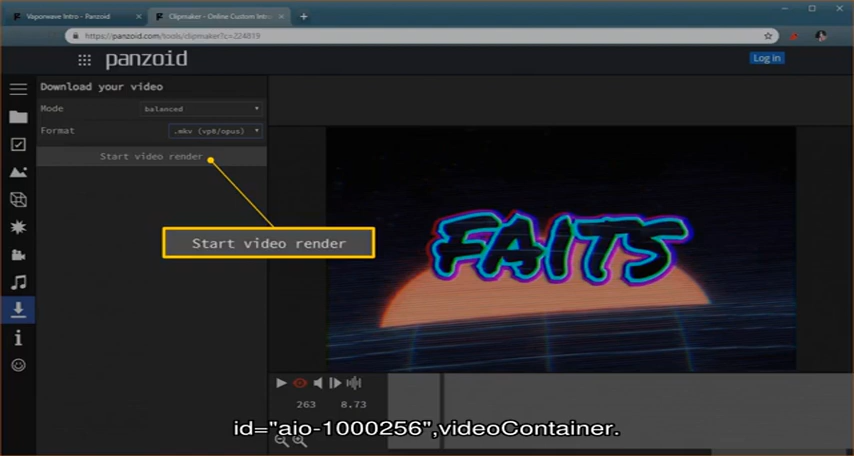 Vaporwave Intro - Panzoid
Clipmaker - Online Custom Intro
https://panzoid.com/tools/clipmaker?c=224819
panzoid
Log in
Download your video
Mode
balanced
Format
.mkv (vp8/opus)
Start video render
Start video render
FAITS
263
8.73
id="aio-1000256",videoContainer.